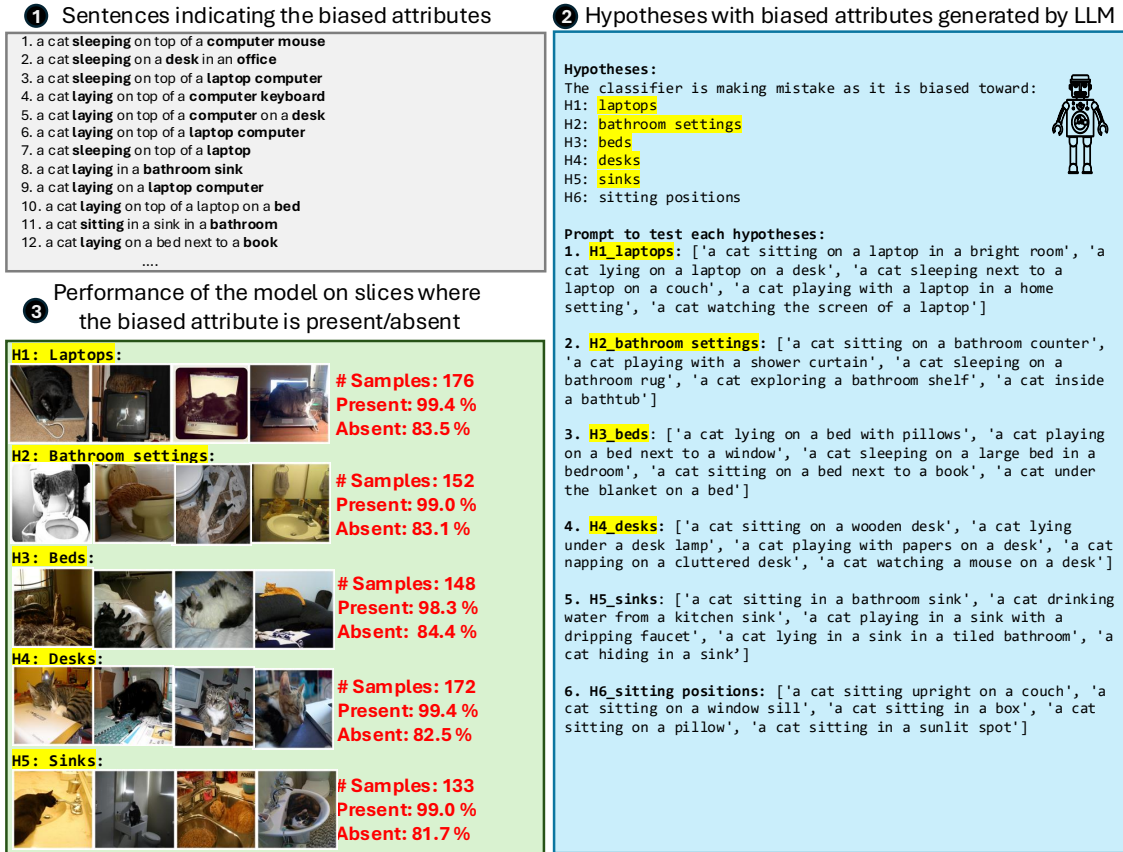 1 Sentences indicating the biased attributes
1. a cat sleeping on top of a computer mouse
2. a cat sleeping on a desk in an office
3. a cat sleeping on top of a laptop computer
4. a cat laying on top of a computer keyboard
5. a cat laying on top of a computer on a desk
6. a cat laying on top of a laptop computer
7. a cat sleeping on top of a laptop
8. a cat laying in a bathroom sink
9. a cat laying on a laptop computer
10. a cat laying on top of a laptop on a bed
11. a cat sitting in a sink in a bathroom
12. a cat laying on a bed next to a book
....
2 Hypotheses with biased attributes generated by LLM
Hypotheses:
The classifier is making mistake as it is biased toward:
H1: laptops
H2: bathroom settings
H3: beds
H4: desks
H5: sinks
H6: sitting positions
Prompt to test each hypotheses:
1. H1_laptops: ['a cat sitting on a laptop in a bright room', 'a
cat lying on a laptop on a desk', 'a cat sleeping next to a
laptop on a couch', 'a cat playing with a laptop in a home
setting', 'a cat watching the screen of a laptop']
2. H2_bathroom settings: ['a cat sitting on a bathroom counter',
'a cat playing with a shower curtain', 'a cat sleeping on a
bathroom rug', 'a cat exploring a bathroom shelf', 'a cat inside
a bathtub']
3. H3_beds: ['a cat lying on a bed with pillows', 'a cat playing
on a bed next to a window', 'a cat sleeping on a large bed in a
bedroom', 'a cat sitting on a bed next to a book', 'a cat under
the blanket on a bed']
4. H4_desks: ['a cat sitting on a wooden desk', 'a cat lying
under a desk lamp', 'a cat playing with papers on a desk', 'a cat
napping on a cluttered desk', 'a cat watching a mouse on a desk']
5. H5_sinks: ['a cat sitting in a bathroom sink', 'a cat drinking
water from a kitchen sink', 'a cat playing in a sink with a
dripping faucet', 'a cat lying in a sink in a tiled bathroom', 'a
cat hiding in a sink’]
6. H6_sitting positions: ['a cat sitting upright on a couch', 'a
cat sitting on a window sill', 'a cat sitting in a box', 'a cat
sitting on a pillow', 'a cat sitting in a sunlit spot']
3 Performance of the model on slices where
the biased attribute is present/absent
H1: Laptops:
# Samples: 176
Present: 99.4 %
Absent: 83.5 %
H2: Bathroom settings:
# Samples: 152
Present: 99.0 %
Absent: 83.1 %
H3: Beds:
# Samples: 148
Present: 98.3 %
Absent: 84.4 %
H4: Desks:
# Samples: 172
Present: 99.4 %
Absent: 82.5 %
H5: Sinks:
# Samples: 133
Present: 99.0 %
Absent: 81.7 %